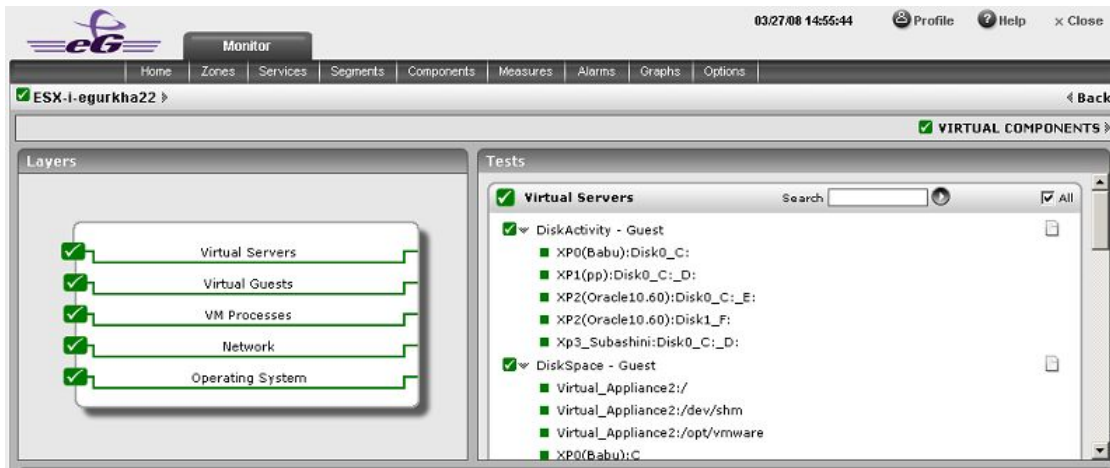 03/27/08 14:55:44 Profile Help × Close
eG
Monitor
Home Zones Services Segments Components Measures Alarms Graphs Options
ESX-i-egurkha22
Back
VIRTUAL COMPONENTS
Layers
Virtual Servers
Virtual Guests
VM Processes
Network
Operating System
Tests
Virtual Servers Search All
DiskActivity - Guest
XP0(Babu):Disk0_C:
XP1(pp):Disk0_C:_D:
XP2(Oracle10.60):Disk0_C:_E:
XP2(Oracle10.60):Disk1_F:
Xp3_Subashini:Disk0_C:_D:
DiskSpace - Guest
Virtual_Appliance2:/
Virtual_Appliance2:/dev/shm
Virtual_Appliance2:/opt/vmware
XP0(Babu):C